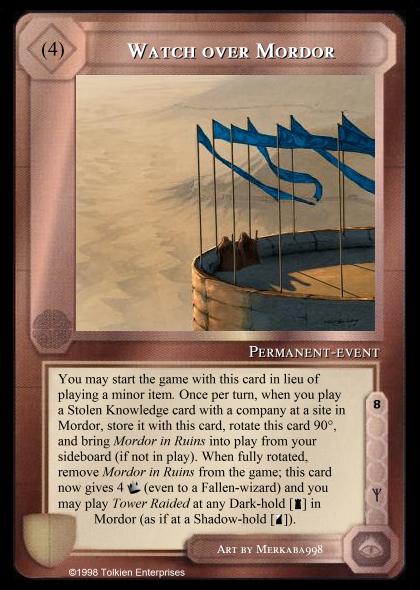 (4)
WATCH OVER MORDOR
PERMANENT-EVENT
You may start the game with this card in lieu of
playing a minor item. Once per turn, when you play
a Stolen Knowledge card with a company at a site in
Mordor, store it with this card, rotate this card 90°,
and bring Mordor in Ruins into play from your
sideboard (if not in play). When fully rotated,
remove Mordor in Ruins from the game; this card
now gives 4 (even to a Fallen-wizard) and you
may play Tower Raided at any Dark-hold [] in
Mordor (as if at a Shadow-hold []).
8
ART BY MERKABA998
©1998 Tolkien Enterprises